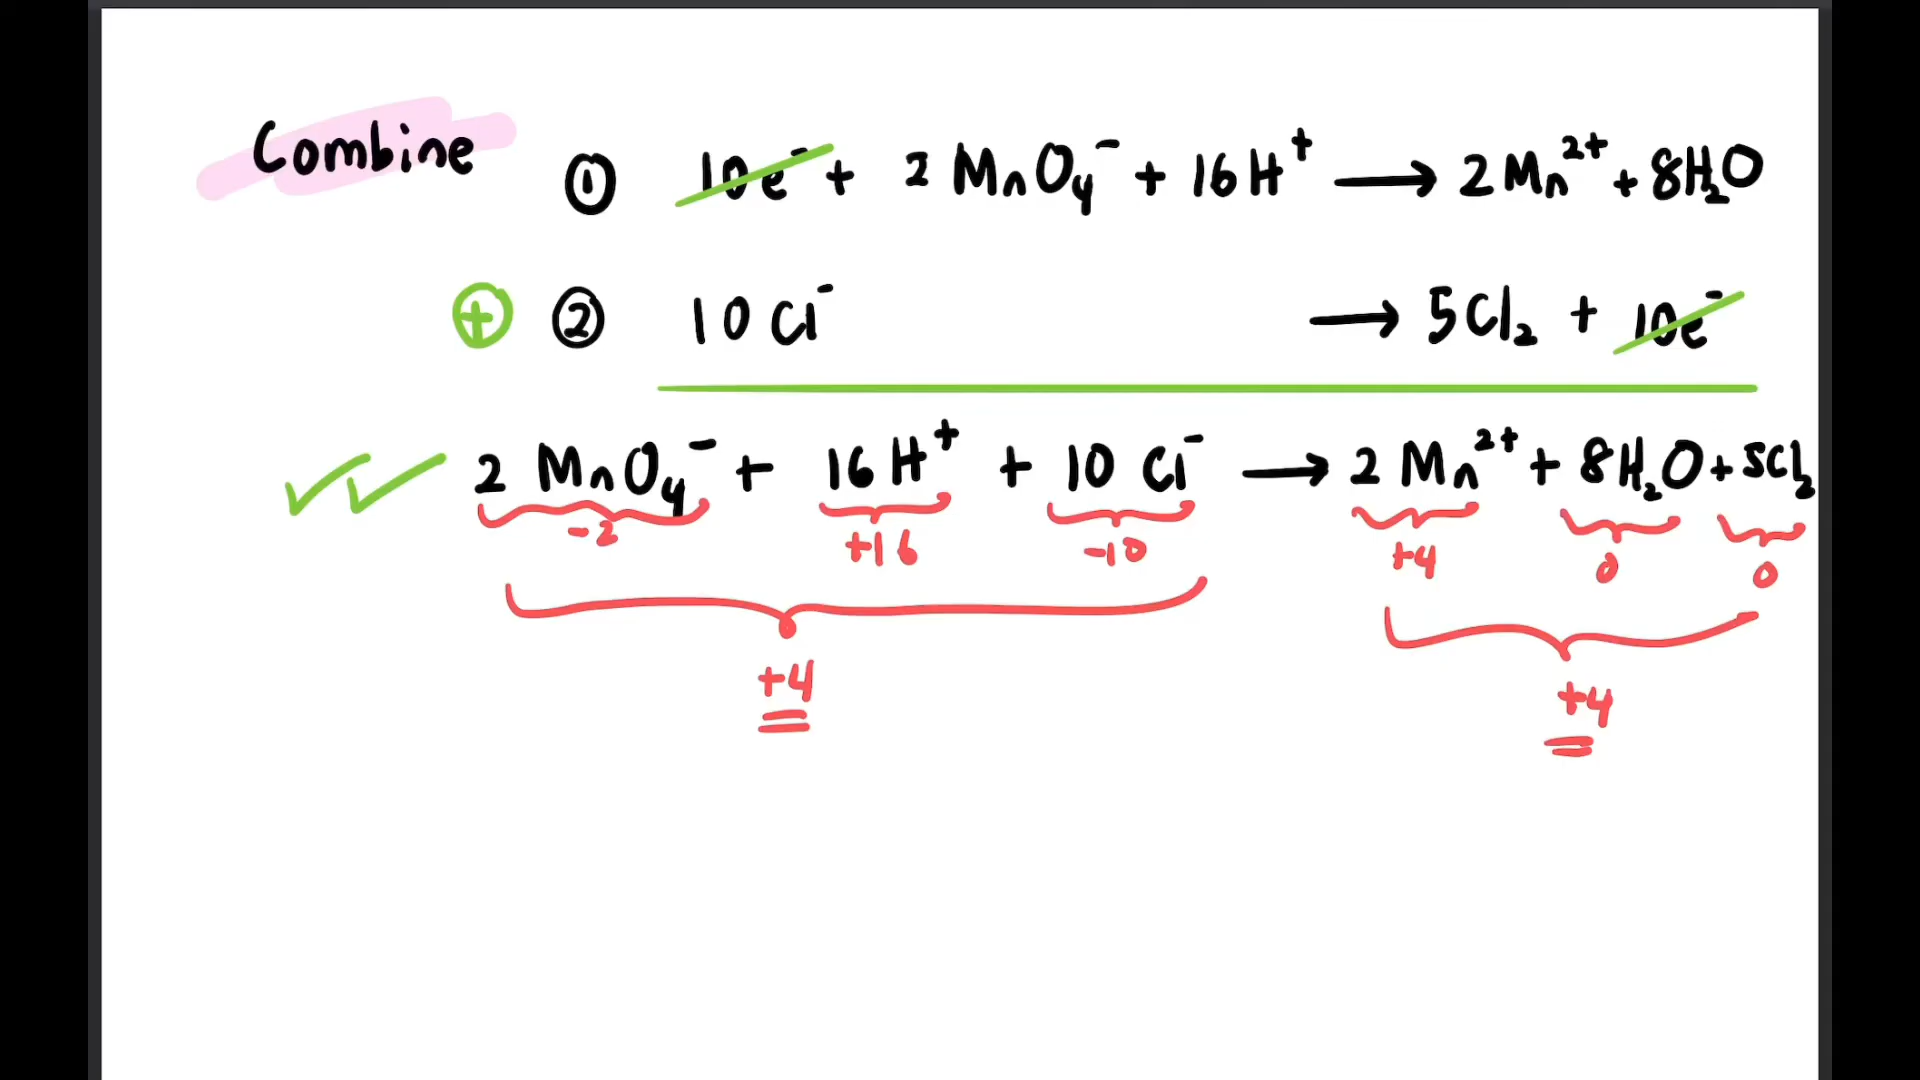 Combine ① 10e⁻ + 2 MnO₄⁻ + 16H⁺ → 2Mn²⁺ + 8H₂O
⊕ ② 10 Cl⁻ → 5Cl₂ + 10e⁻
2 MnO₄⁻ + 16H⁺ + 10 Cl⁻ → 2 Mn²⁺ + 8H₂O + 5Cl₂
-2 +16 -10 +4 0 0
+4 +4